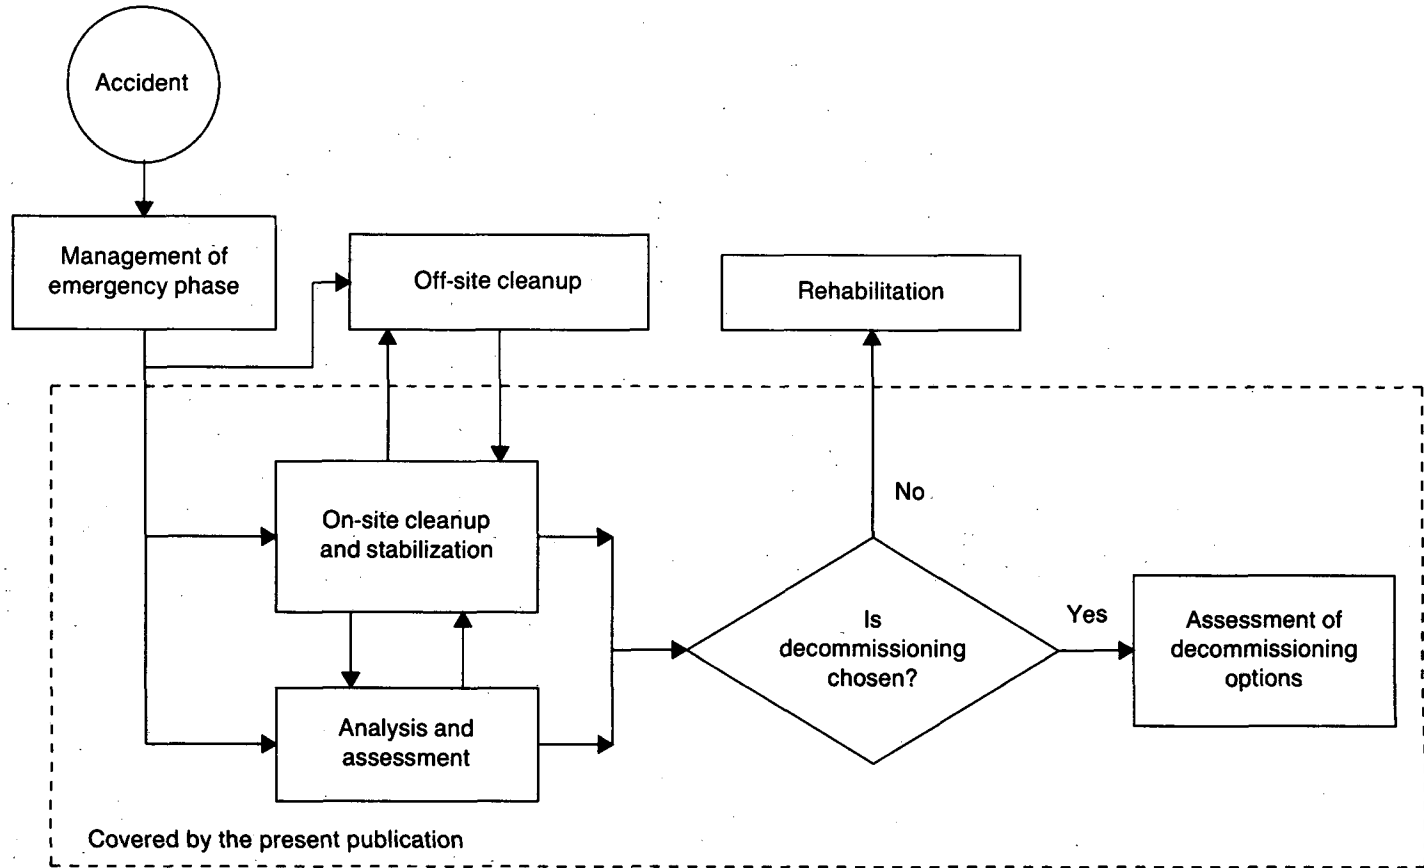 Accident
Management of
emergency phase
Off-site cleanup
Rehabilitation
On-site cleanup
and stabilization
No
Is
decommissioning
chosen?
Yes
Assessment of
decommissioning
options
Analysis and
assessment
Covered by the present publication